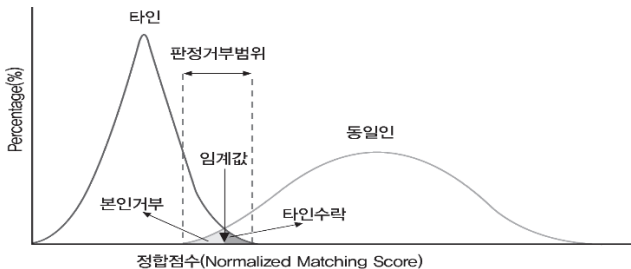 타인
판정거부범위
Percentage(%)
동일인
임계값
본인거부
타인수락
정합점수(Normalized Matching Score)